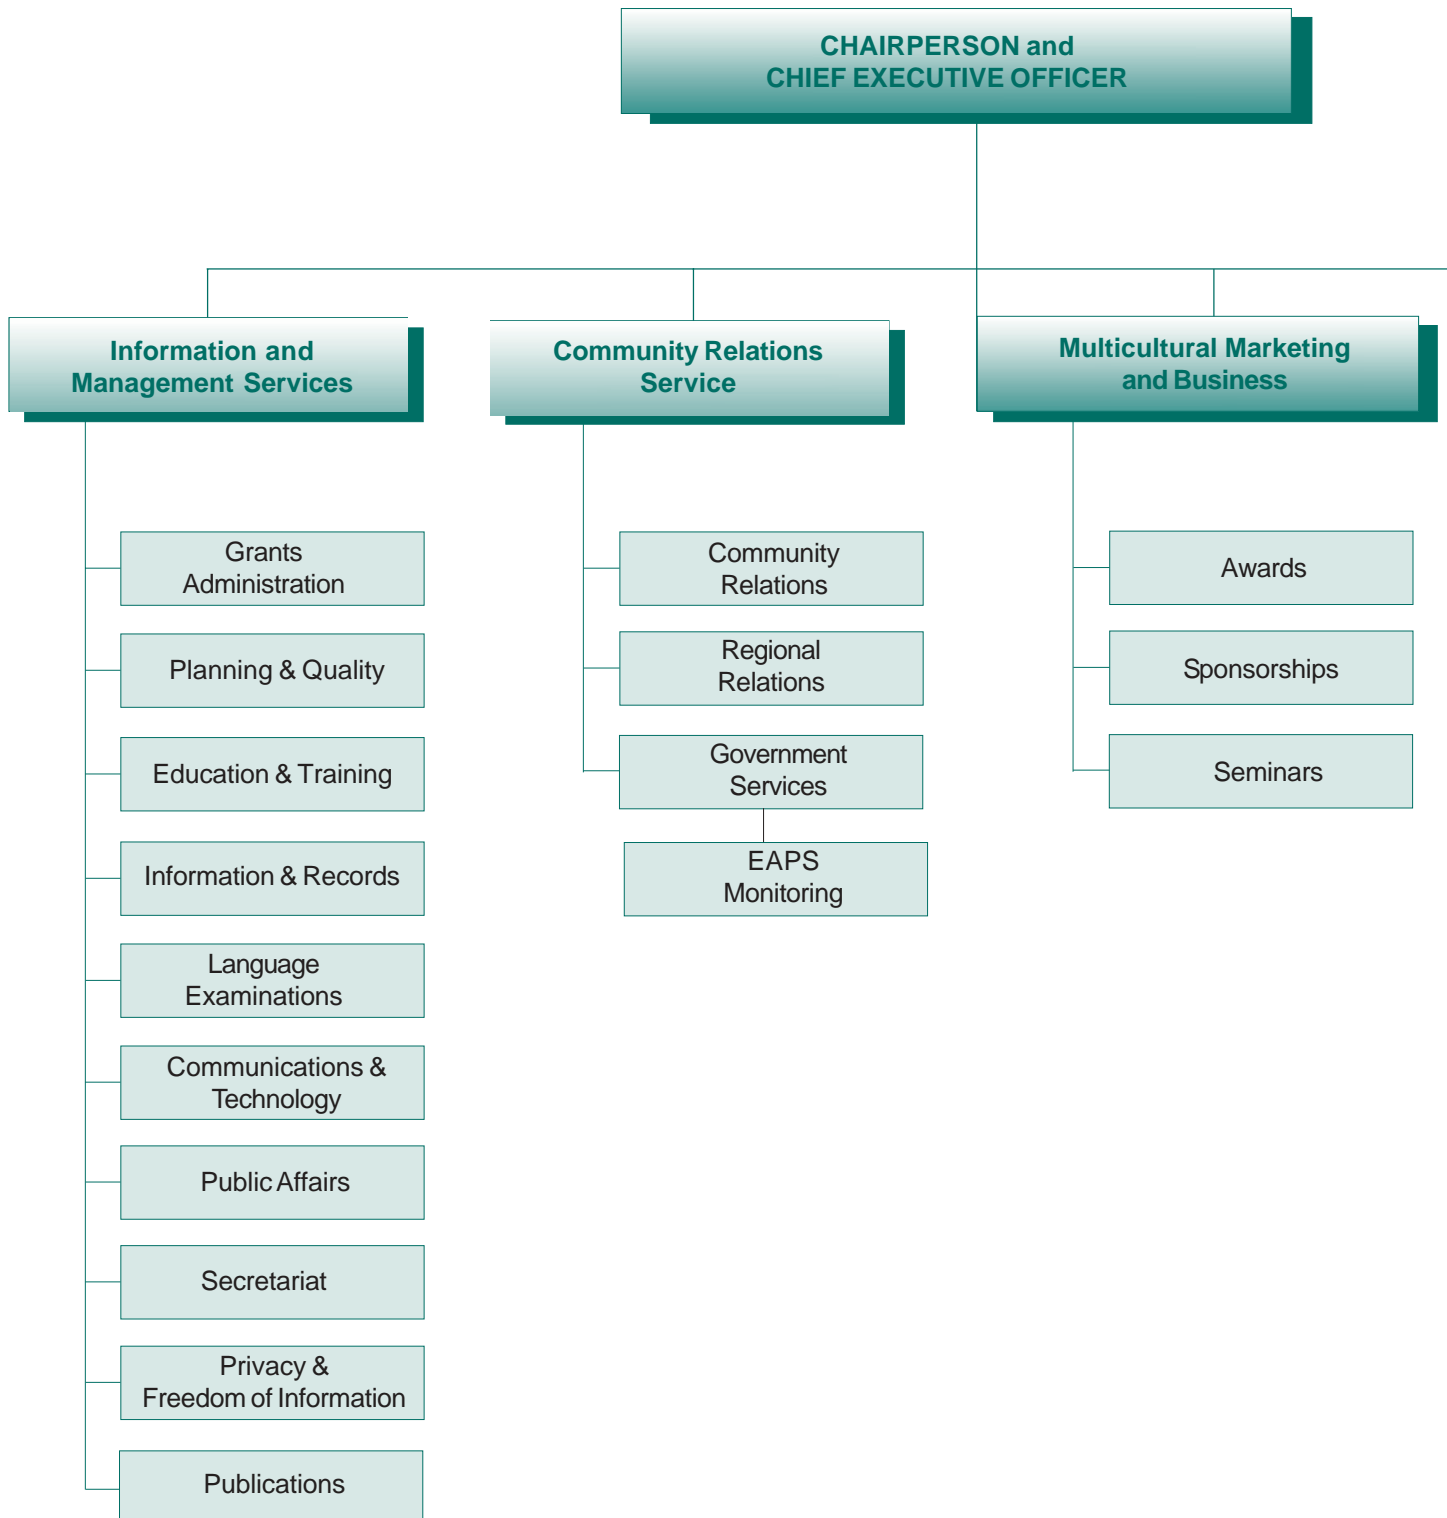 CHAIRPERSON and
CHIEF EXECUTIVE OFFICER
Information and
Management Services
Grants
Administration
Planning & Quality
Education & Training
Information & Records
Language
Examinations
Communications &
Technology
Public Affairs
Secretariat
Privacy &
Freedom of Information
Publications
Community Relations
Service
Community
Relations
Regional
Relations
Government
Services
EAPS
Monitoring
Multicultural Marketing
and Business
Awards
Sponsorships
Seminars